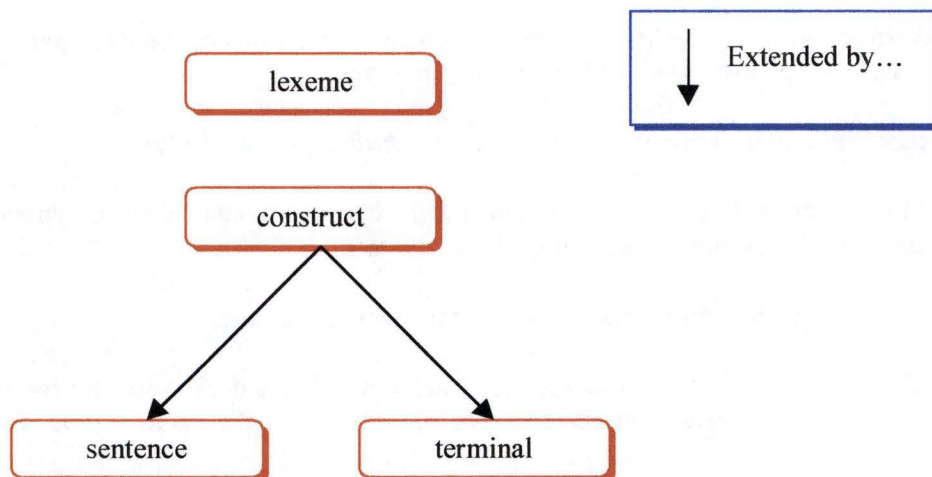 lexeme
Extended by…
construct
sentence
terminal